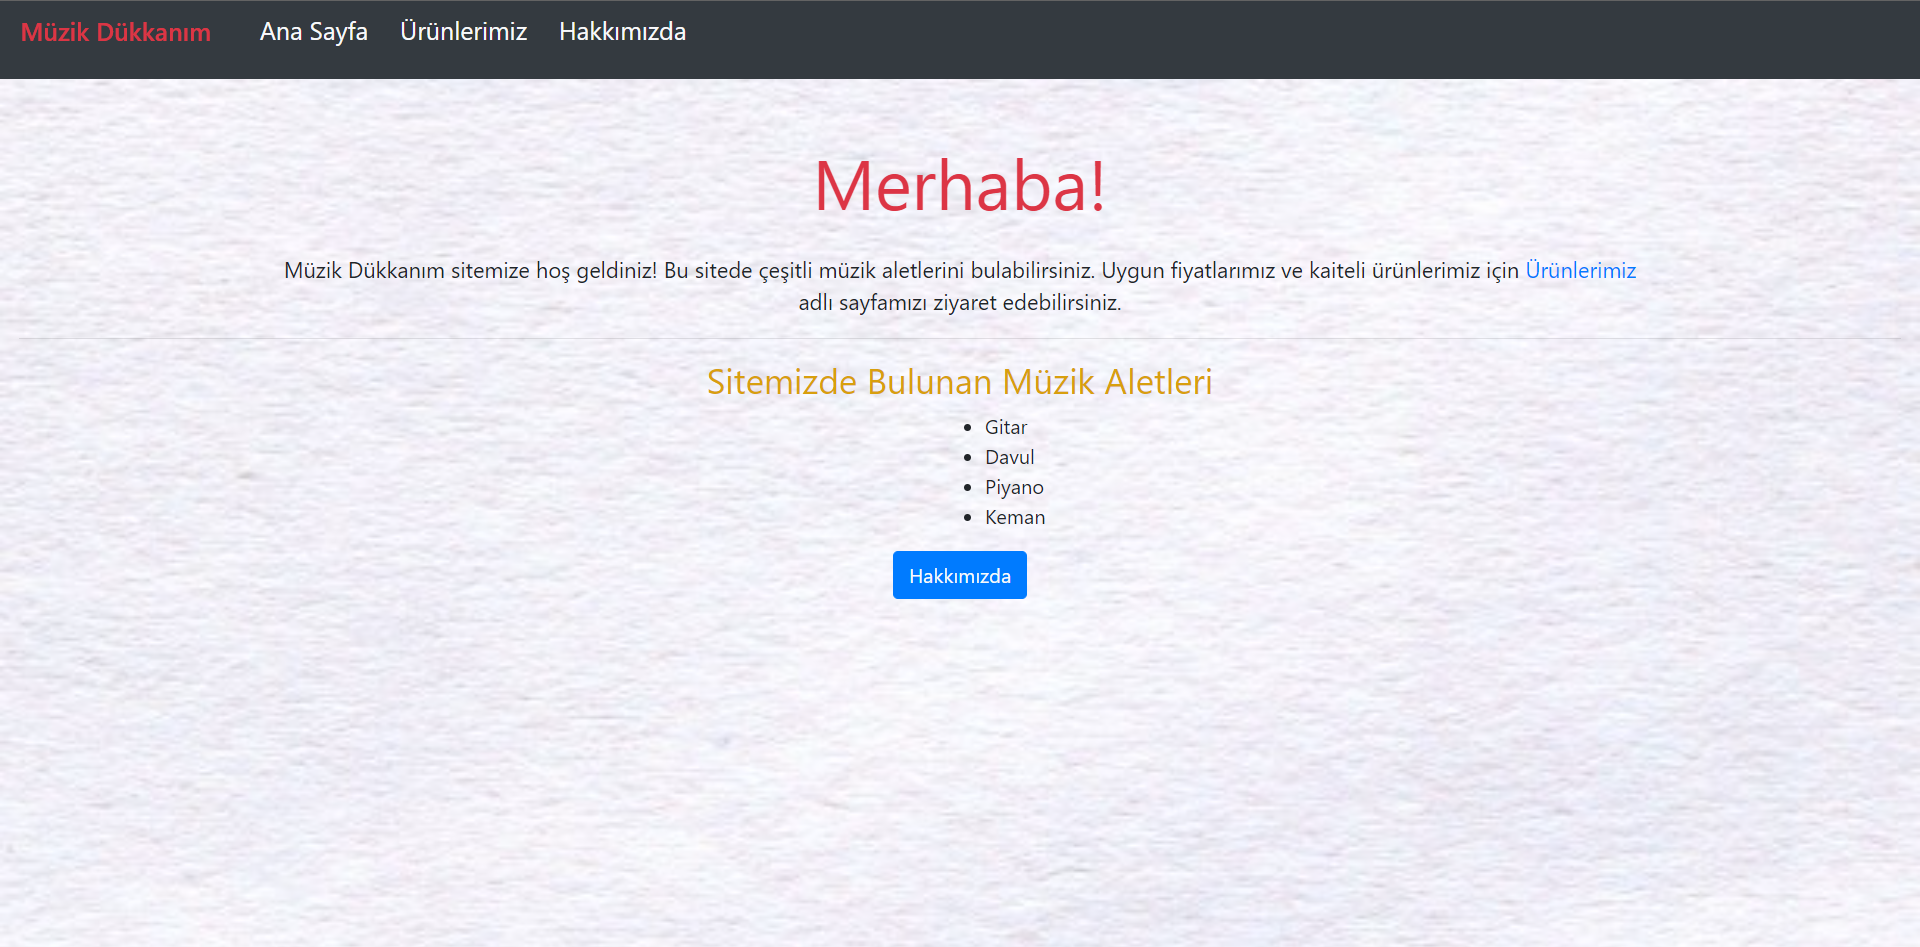 Müzik Dükkanım Ana Sayfa Ürünlerimiz Hakkımızda
Merhaba!
Müzik Dükkanım sitemize hoş geldiniz! Bu sitede çeşitli müzik aletlerini bulabilirsiniz. Uygun fiyatlarımız ve kaiteli ürünlerimiz için Ürünlerimiz
adlı sayfamızı ziyaret edebilirsiniz.
Sitemizde Bulunan Müzik Aletleri
• Gitar
• Davul
• Piyano
• Keman
Hakkımızda